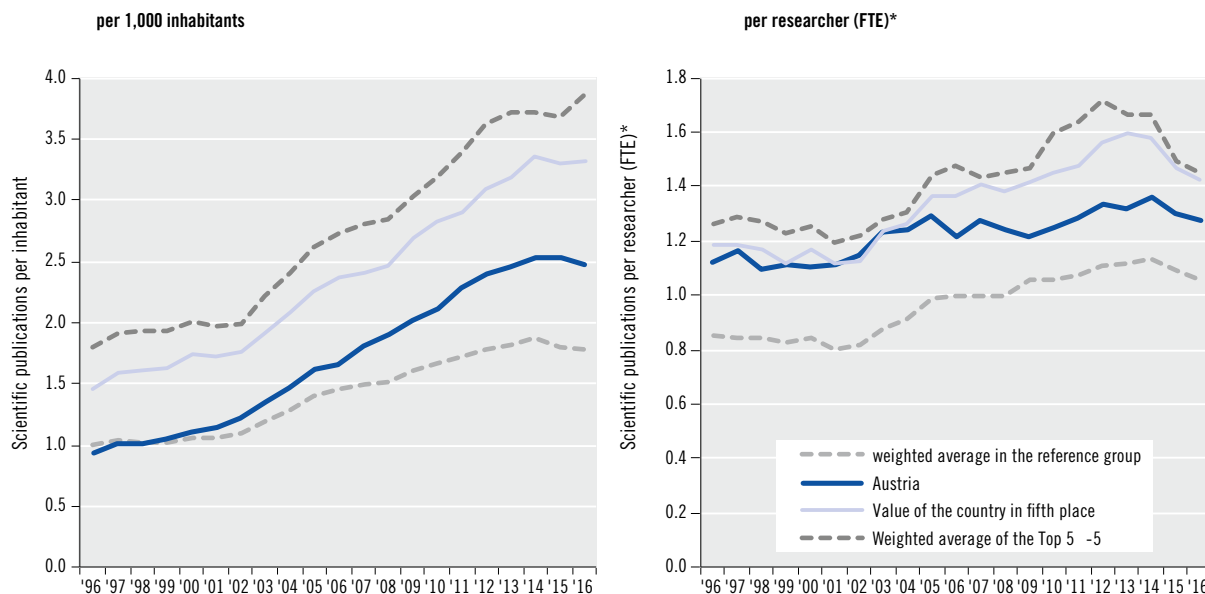 per 1,000 inhabitants
Scientific publications per inhabitant
4.0
3.5
3.0
2.5
2.0
1.5
1.0
0.5
0.0
'96 '97 '98 '99 '00 '01 '02 '03 '04 '05 '06 '07 '08 '09 '10 '11 '12 '13 '14 '15 '16
per researcher (FTE)*
Scientific publications per researcher (FTE)*
1.8
1.6
1.4
1.2
1.0
0.8
0.6
0.4
0.2
0.0
weighted average in the reference group
Austria
Value of the country in fifth place
Weighted average of the Top 5 -5
'96 '97 '98 '99 '00 '01 '02 '03 '04 '05 '06 '07 '08 '09 '10 '11 '12 '13 '14 '15 '16